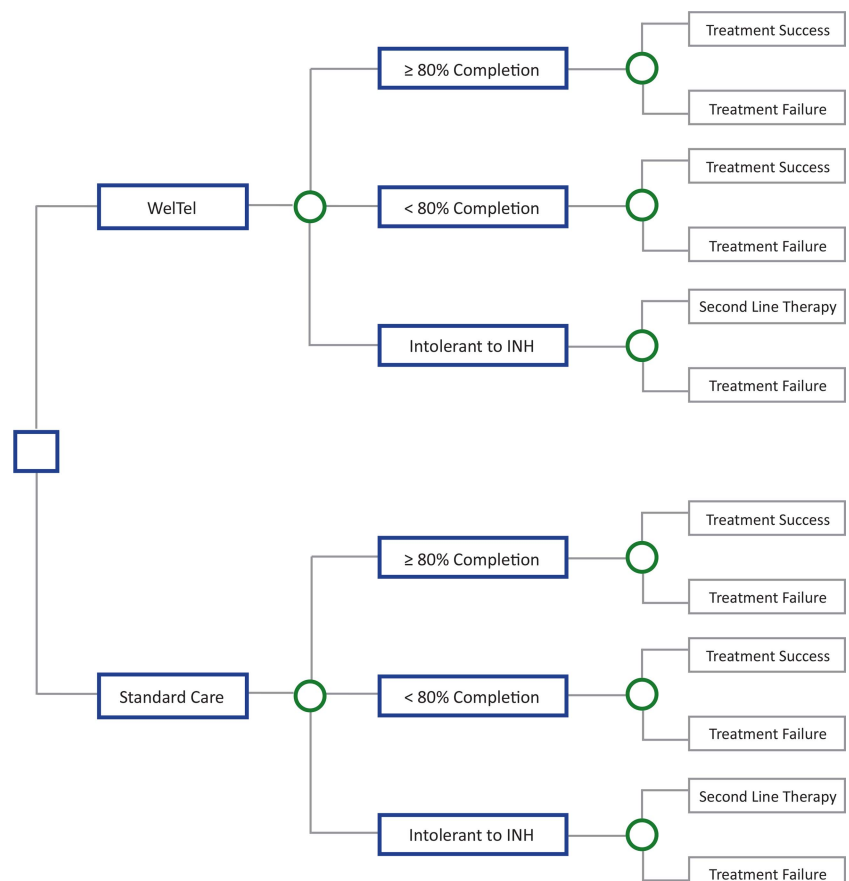 Treatment Success
≥ 80% Completion
Treatment Failure
Treatment Success
WelTel
< 80% Completion
Treatment Failure
Second Line Therapy
Intolerant to INH
Treatment Failure
Treatment Success
≥ 80% Completion
Treatment Failure
Treatment Success
Standard Care
< 80% Completion
Treatment Failure
Second Line Therapy
Intolerant to INH
Treatment Failure